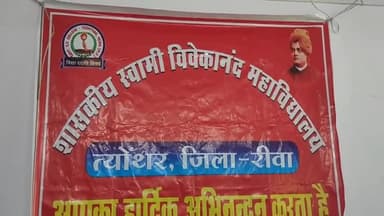 शासकीय स्वामी विवेकानंद महाविद्यालय
त्योंथर, जिला-रीवा
आपका हार्दिक अभिनन्दन करता है